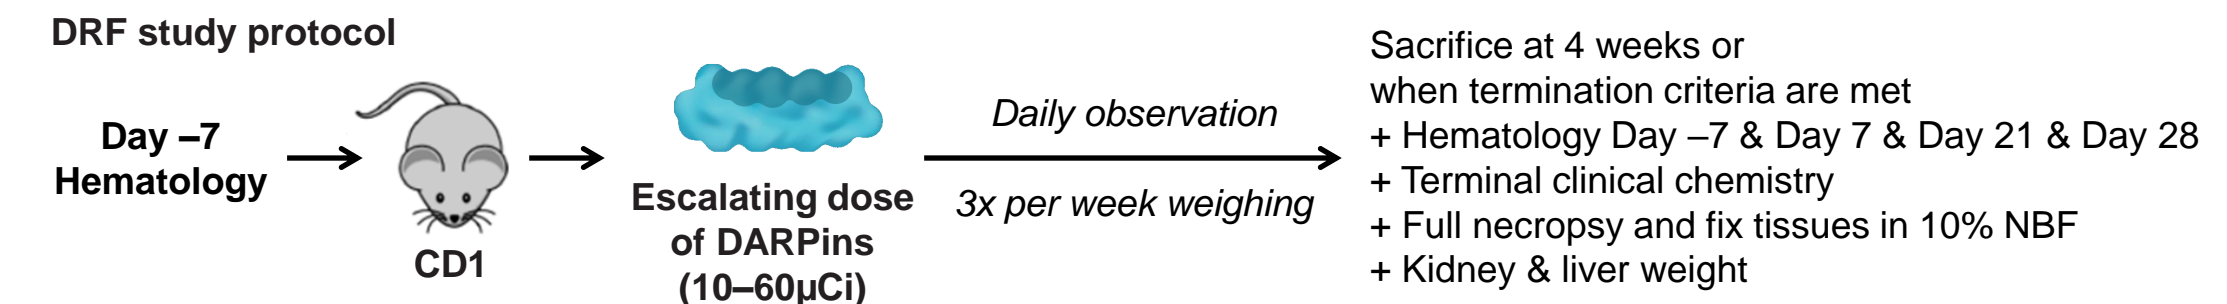 DRF study protocol
Day –7
Hematology
CD1
Escalating dose
of DARPins
(10–60µCi)
Daily observation
3x per week weighing
Sacrifice at 4 weeks or
when termination criteria are met
+ Hematology Day –7 & Day 7 & Day 21 & Day 28
+ Terminal clinical chemistry
+ Full necropsy and fix tissues in 10% NBF
+ Kidney & liver weight